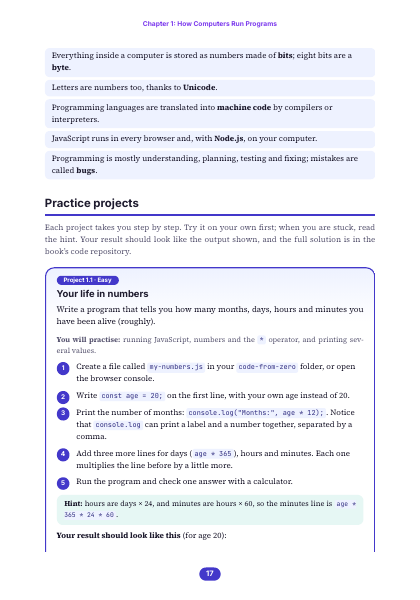 Chapter 1: How Computers Run Programs
Everything inside a computer is stored as numbers made of bits; eight bits are a
byte.
Letters are numbers too, thanks to Unicode.
Programming languages are translated into machine code by compilers or
interpreters.
JavaScript runs in every browser and, with Node.js, on your computer.
Programming is mostly understanding, planning, testing and fixing; mistakes are
called bugs.
Practice projects
Each project takes you step by step. Try it on your own first; when you are stuck, read
the hint. Your result should look like the output shown, and the full solution is in the
book's code repository.
Project 1.1 · Easy
Your life in numbers
Write a program that tells you how many months, days, hours and minutes you
have been alive (roughly).
You will practise: running JavaScript, numbers and the * operator, and printing sev-
eral values.
1 Create a file called my-numbers.js in your code-from-zero folder, or open
the browser console.
2 Write const age = 20; on the first line, with your own age instead of 20.
3 Print the number of months: console.log("Months:", age * 12); . Notice
that console.log can print a label and a number together, separated by a
comma.
4 Add three more lines for days ( age * 365 ), hours and minutes. Each one
multiplies the line before by a little more.
5 Run the program and check one answer with a calculator.
Hint: hours are days × 24, and minutes are hours × 60, so the minutes line is age *
365 * 24 * 60 .
Your result should look like this (for age 20):
17